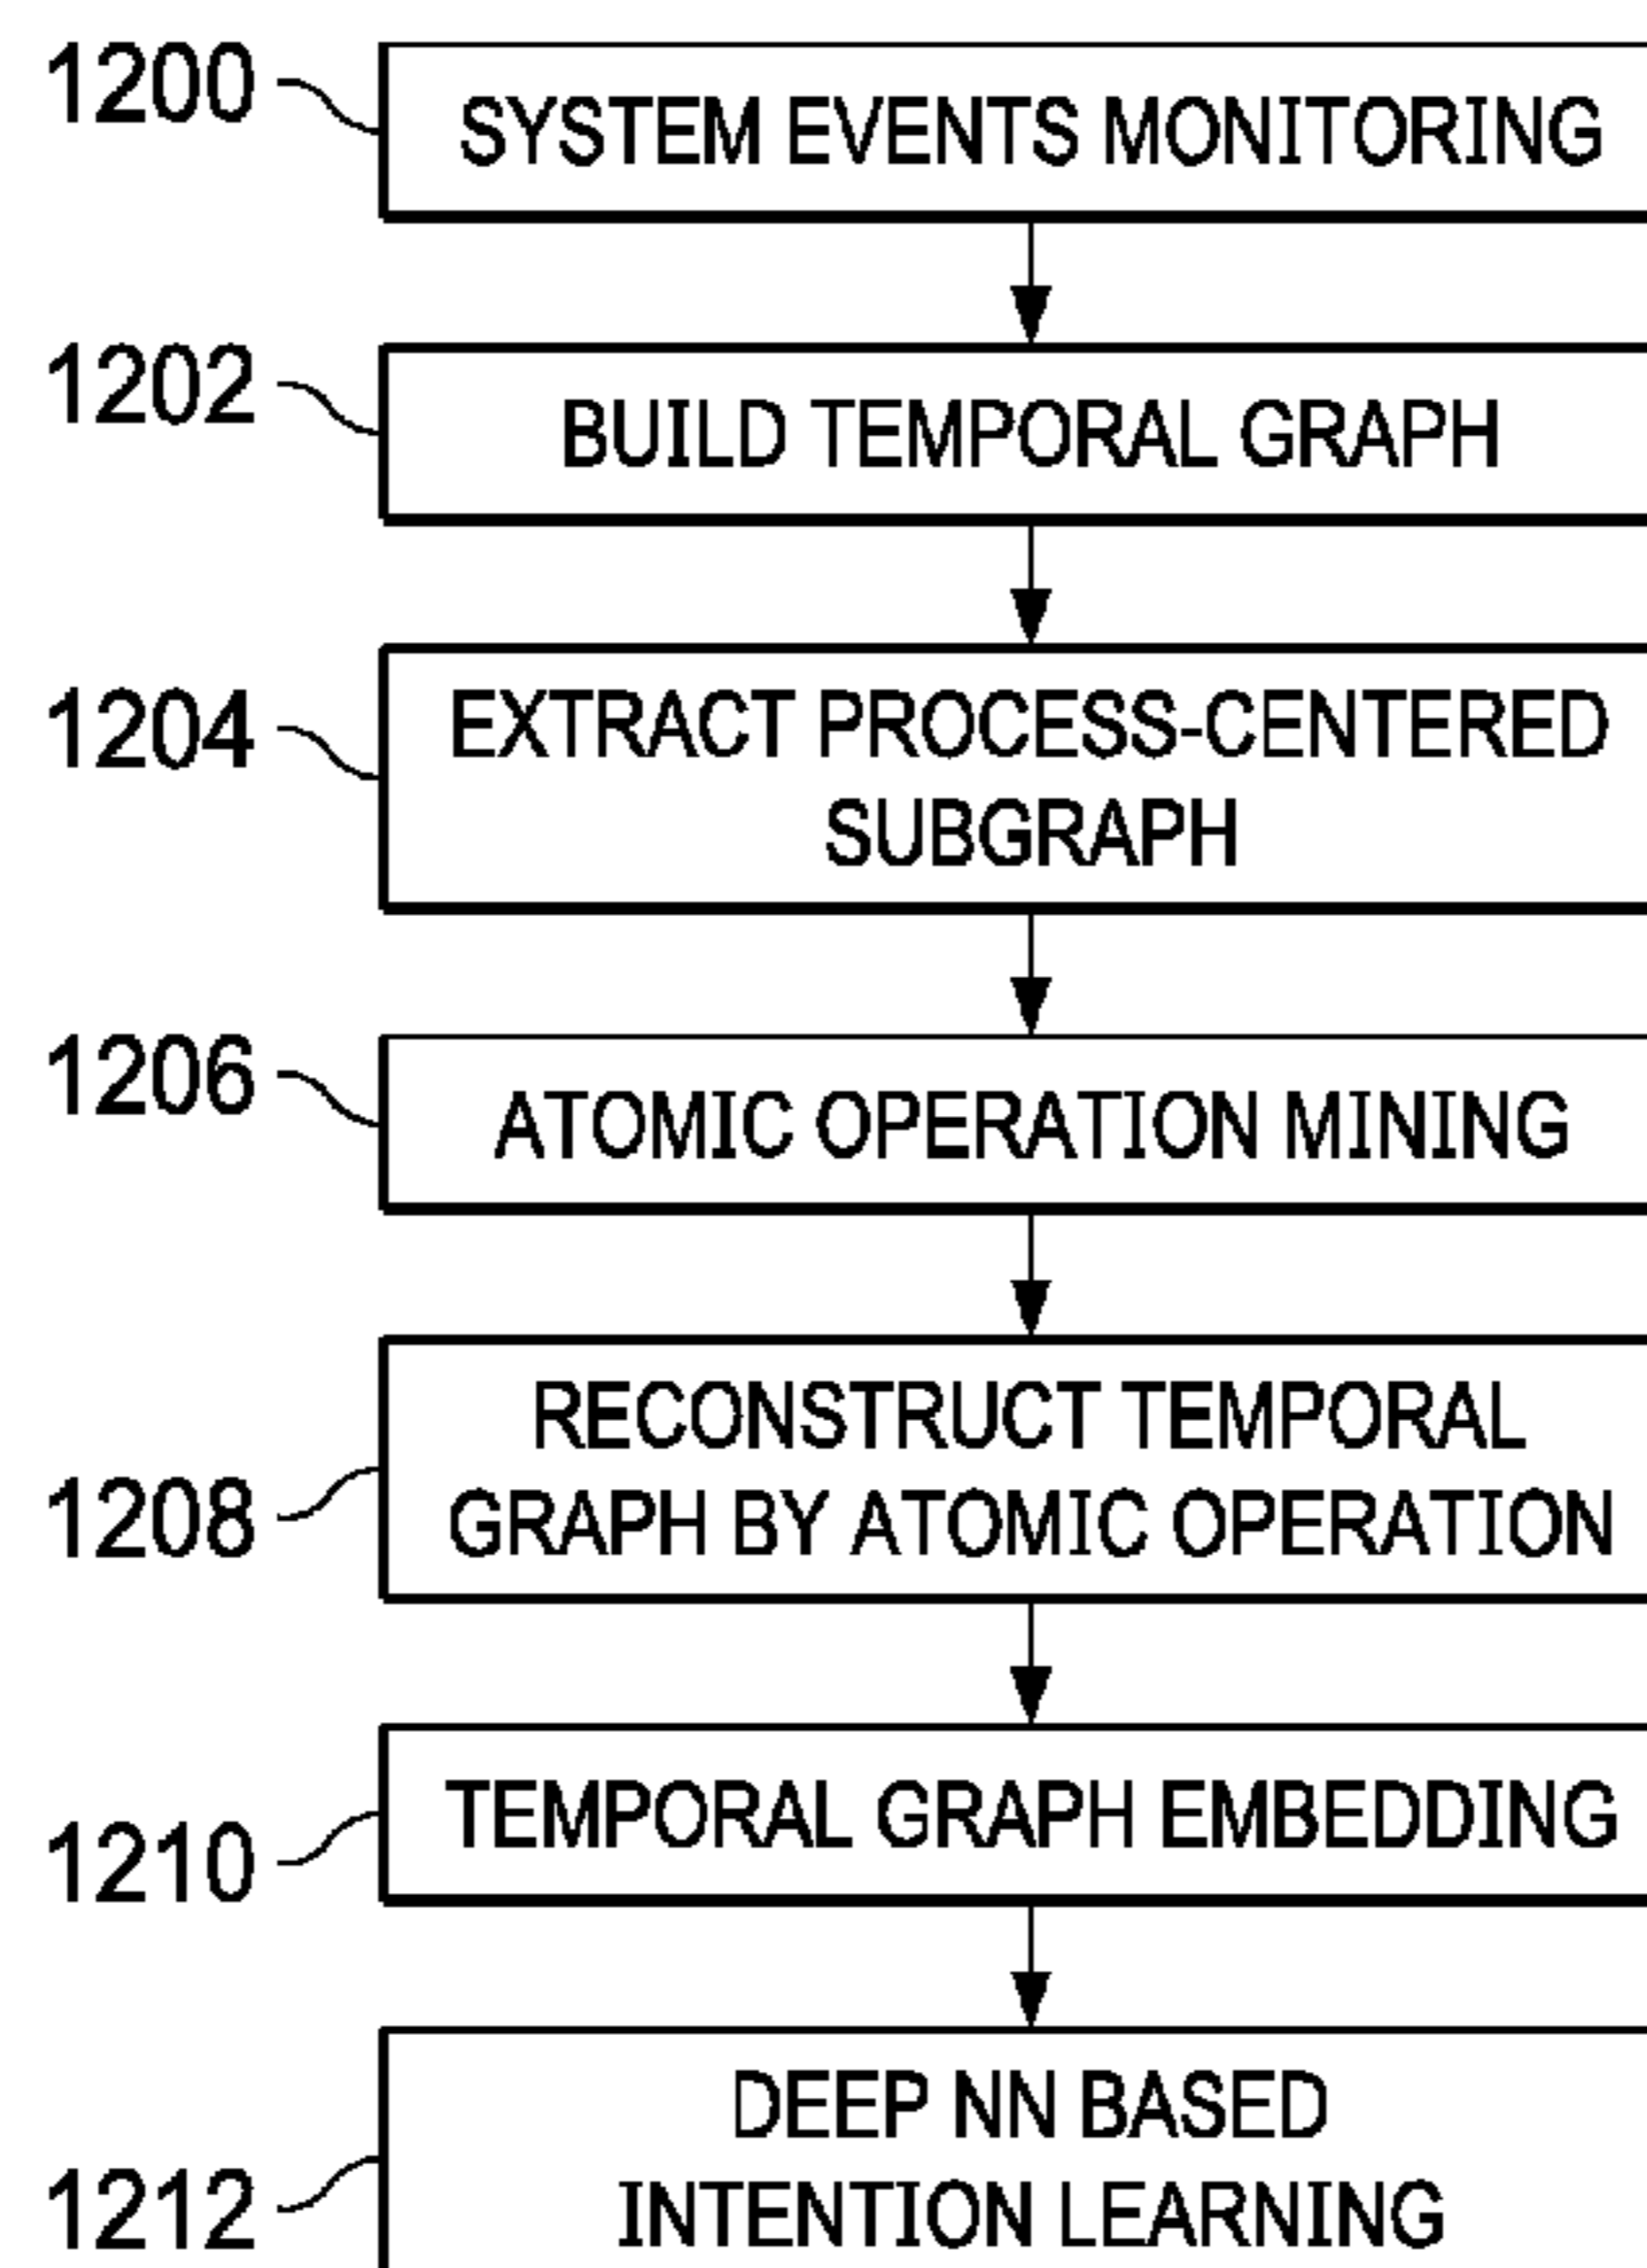 1200
SYSTEM EVENTS MONITORING
1202
BUILD TEMPORAL GRAPH
1204
EXTRACT PROCESS-CENTERED
SUBGRAPH
1206
ATOMIC OPERATION MINING
RECONSTRUCT TEMPORAL
1208
GRAPH BY ATOMIC OPERATION
TEMPORAL GRAPH EMBEDDING
1210
DEEP NN BASED
1212
INTENTION LEARNING